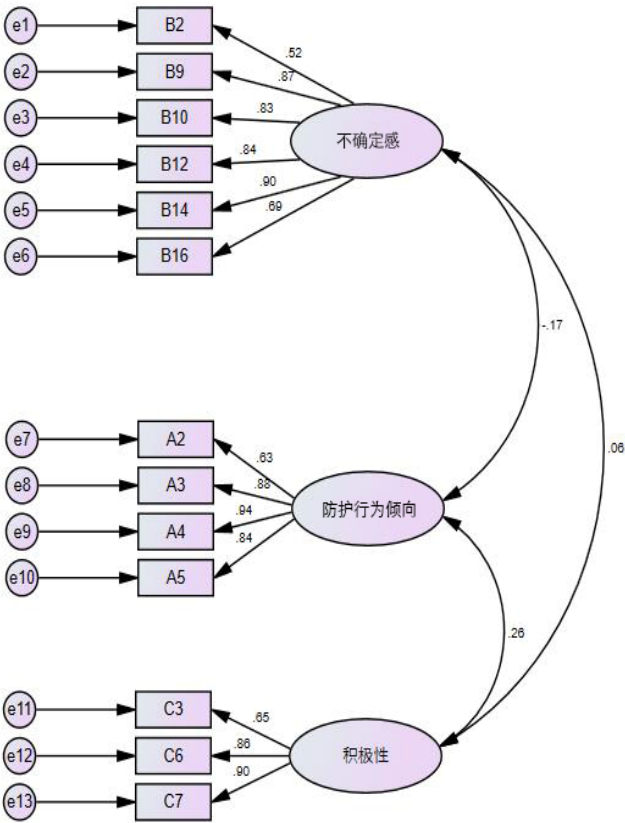 e1 B2
.52
e2 B9
.87
e3 B10
.83
不确定感
e4 B12
.84
e5 B14
.90
e6 B16
.69
-.17
.06
e7 A2
.63
e8 A3
.88
e9 A4
.94
防护行为倾向
e10 A5
.84
.26
e11 C3
.65
e12 C6
.86
积极性
e13 C7
.90